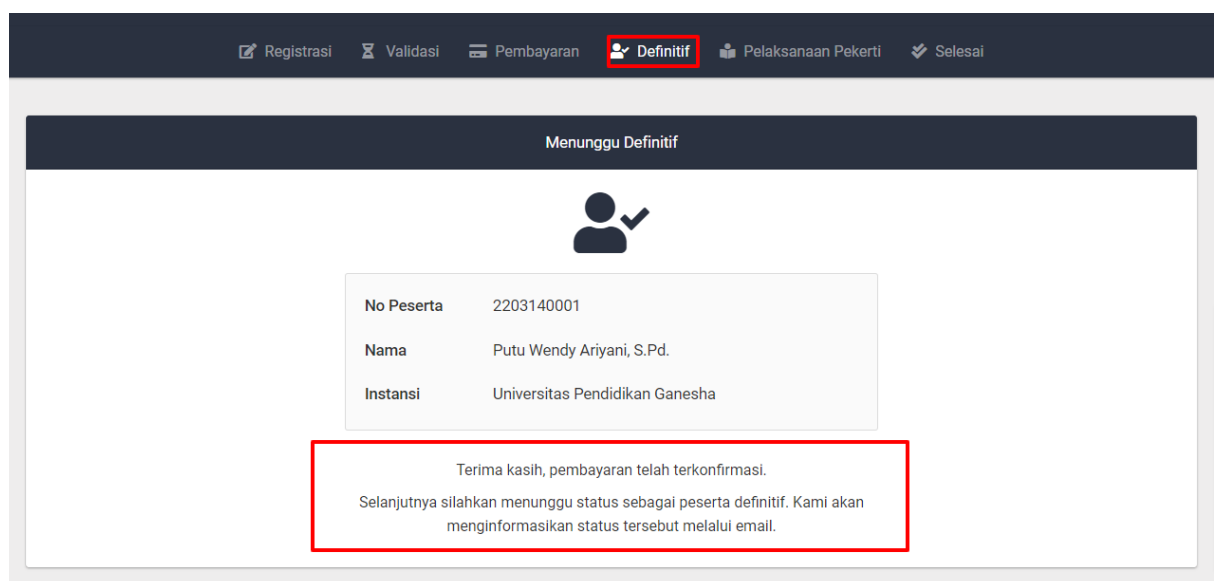 Registrasi Validasi Pembayaran Definitif Pelaksanaan Pekerti Selesai
Menunggu Definitif
No Peserta 2203140001
Nama Putu Wendy Ariyani, S.Pd.
Instansi Universitas Pendidikan Ganesha
Terima kasih, pembayaran telah terkonfirmasi.
Selanjutnya silahkan menunggu status sebagai peserta definitif. Kami akan
menginformasikan status tersebut melalui email.